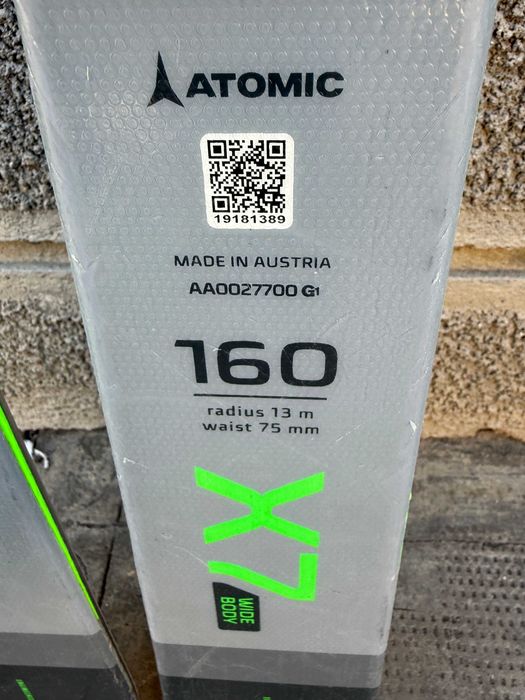 ATOMIC
19181389
MADE IN AUSTRIA
AA0027700 G1
160
radius 13 m
waist 75 mm
X7
WIDE
BODY